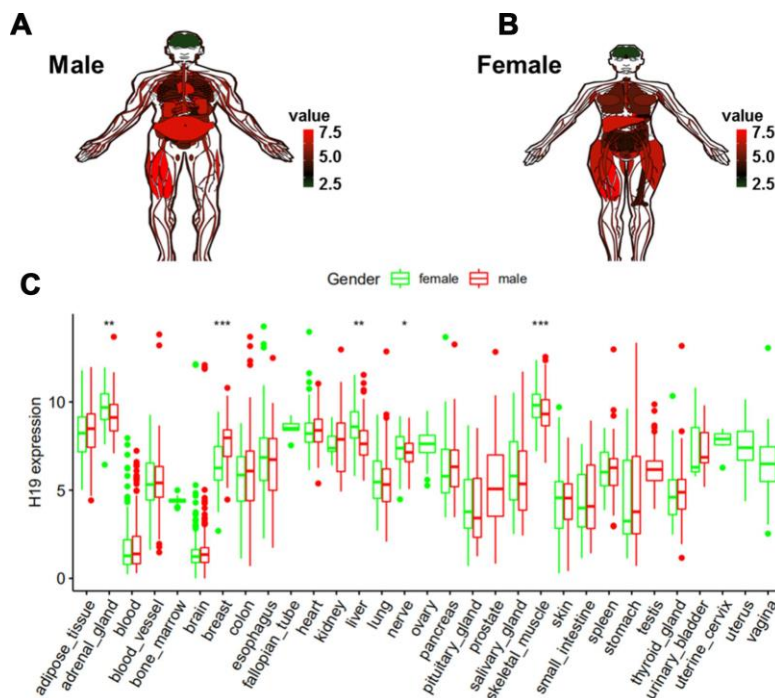 A
Male
value
7.5
5.0
2.5
B
Female
value
7.5
5.0
2.5
C
Gender female male
** *** ** * ***
H19 expression
10
5
0
adipose_tissue
adrenal_gland
blood
blood_vessel
bone_marrow
brain
breast
colon
esophagus
fallopian_tube
heart
kidney
liver
lung
nerve
ovary
pancreas
pituitary_gland
prostate
salivary_gland
skeletal_muscle
skin
small_intestine
spleen
stomach
testis
thyroid_gland
urinary_bladder
uterine_cervix
uterus
vagina